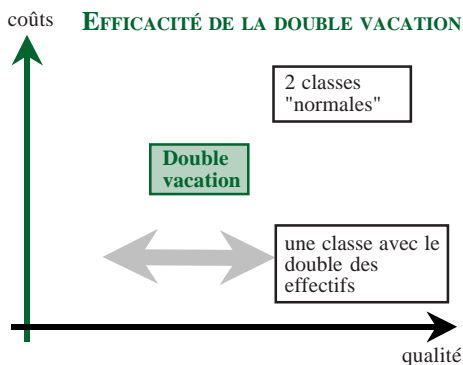 coûts
EFFICACITÉ DE LA DOUBLE VACATION
2 classes
"normales"
Double
vacation
une classe avec le
double des
effectifs
qualité